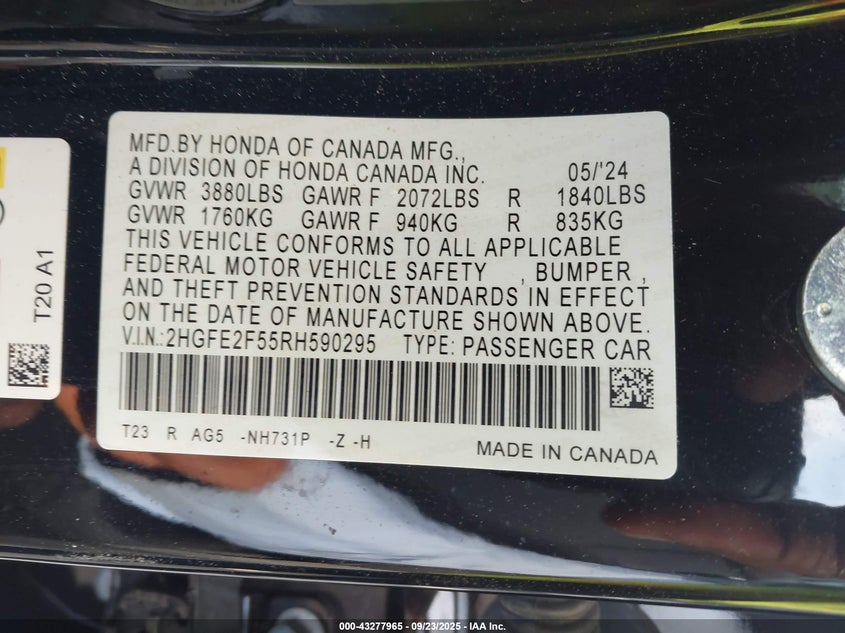 MFD.BY HONDA OF CANADA MFG.,
A DIVISION OF HONDA CANADA INC. 05/'24
GVWR 3880LBS GAWR F 2072LBS R 1840LBS
GVWR 1760KG GAWR F 940KG R 835KG
THIS VEHICLE CONFORMS TO ALL APPLICABLE
FEDERAL MOTOR VEHICLE SAFETY , BUMPER ,
AND THEFT PREVENTION STANDARDS IN EFFECT
ON THE DATE OF MANUFACTURE SHOWN ABOVE.
V.I.N.:2HGFE2F55RH590295 TYPE: PASSENGER CAR
T23 R AG5 -NH731P -Z -H
MADE IN CANADA
T20 A1
000-43277965 - 09/23/2025 - IAA Inc.